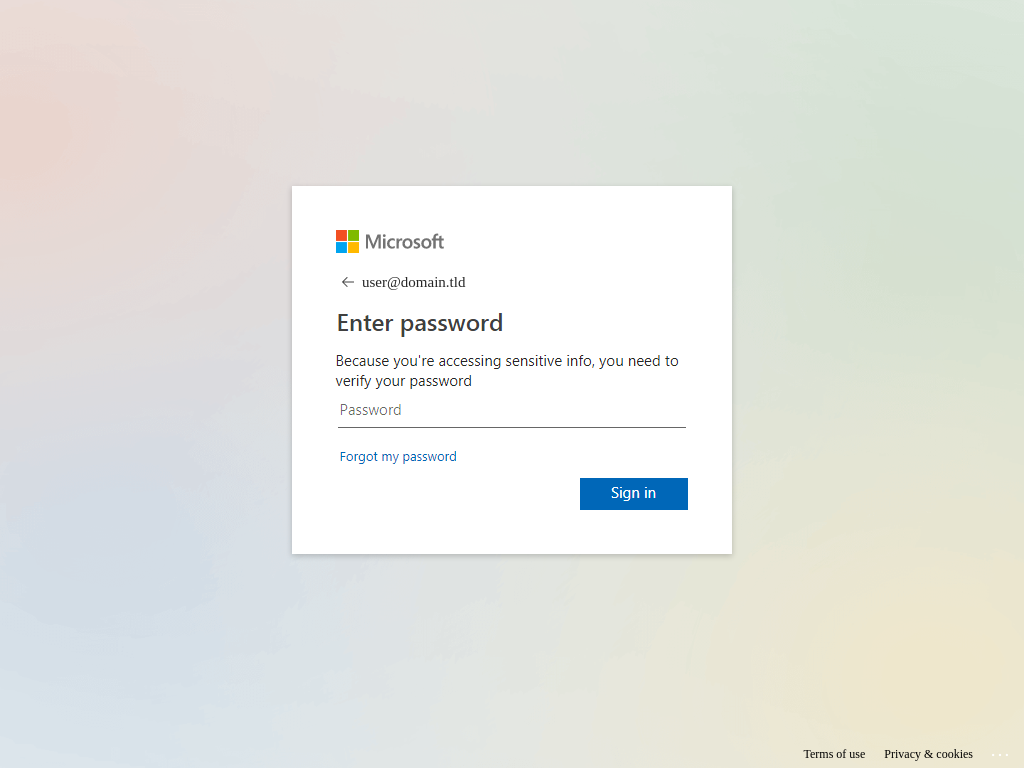 Microsoft
user@domain.tld
Enter password
Because you're accessing sensitive info, you need to
verify your password
Password
Forgot my password
Sign in
Terms of use
Privacy & cookies
...